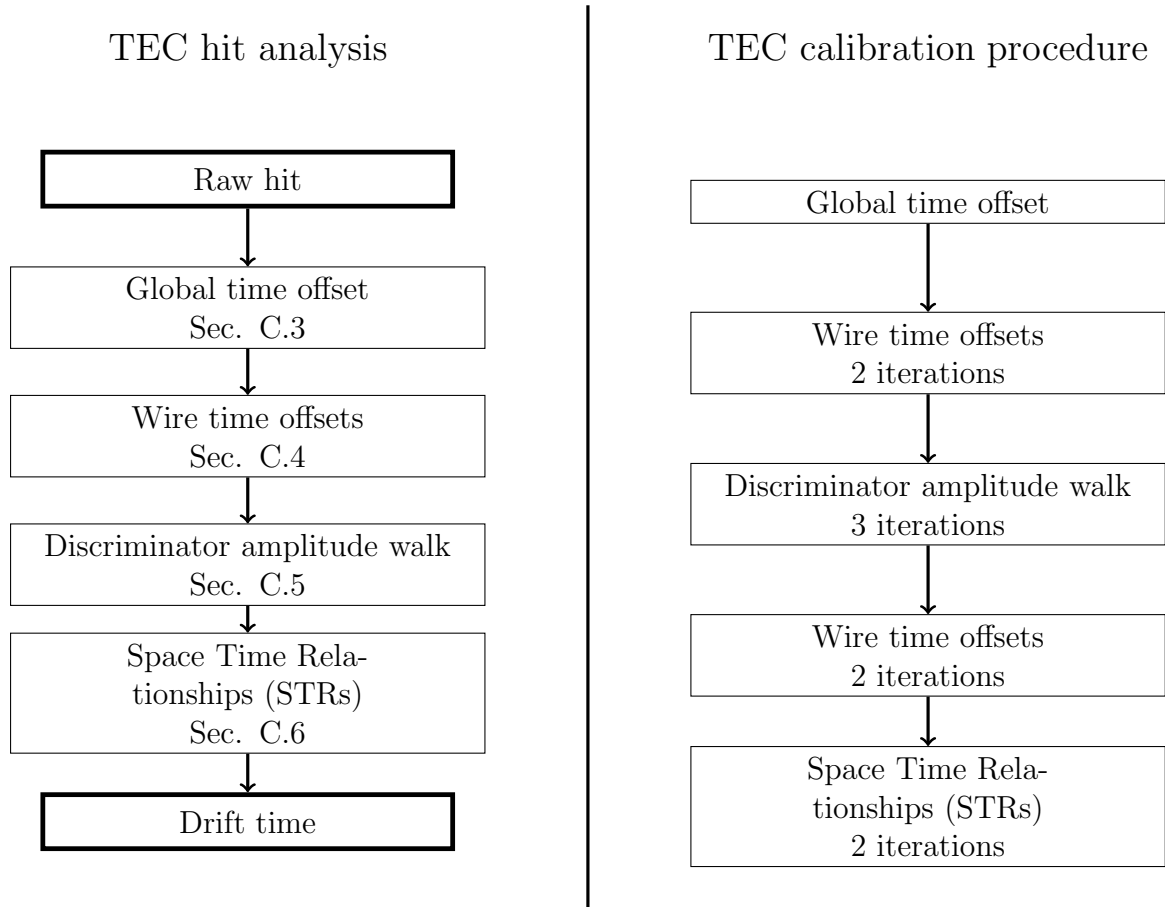 TEC hit analysis
Raw hit
Global time offset
Sec. C.3
Wire time offsets
Sec. C.4
Discriminator amplitude walk
Sec. C.5
Space Time Rela-
tionships (STRs)
Sec. C.6
Drift time
TEC calibration procedure
Global time offset
Wire time offsets
2 iterations
Discriminator amplitude walk
3 iterations
Wire time offsets
2 iterations
Space Time Rela-
tionships (STRs)
2 iterations